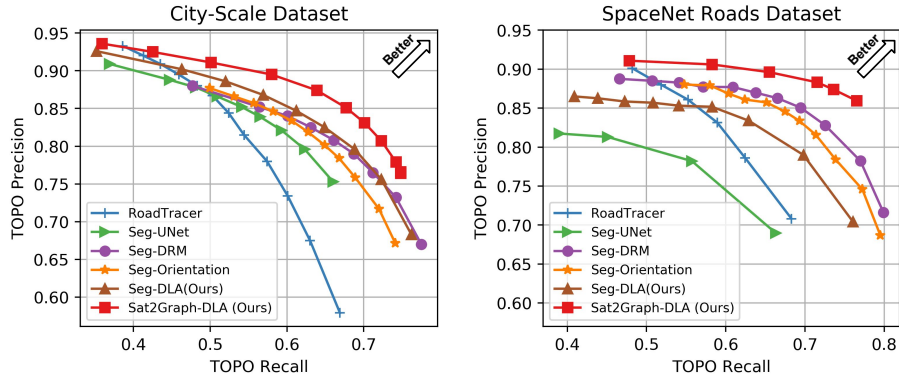 City-Scale Dataset
0.95
0.90
0.85
0.80
0.75
0.70
0.65
0.60
TOPO Precision
Better
RoadTracer
Seg-UNet
Seg-DRM
Seg-Orientation
Seg-DLA(Ours)
Sat2Graph-DLA (Ours)
0.4 0.5 0.6 0.7
TOPO Recall
SpaceNet Roads Dataset
0.95
0.90
0.85
0.80
0.75
0.70
0.65
0.60
TOPO Precision
Better
RoadTracer
Seg-UNet
Seg-DRM
Seg-Orientation
Seg-DLA(Ours)
Sat2Graph-DLA (Ours)
0.4 0.5 0.6 0.7 0.8
TOPO Recall